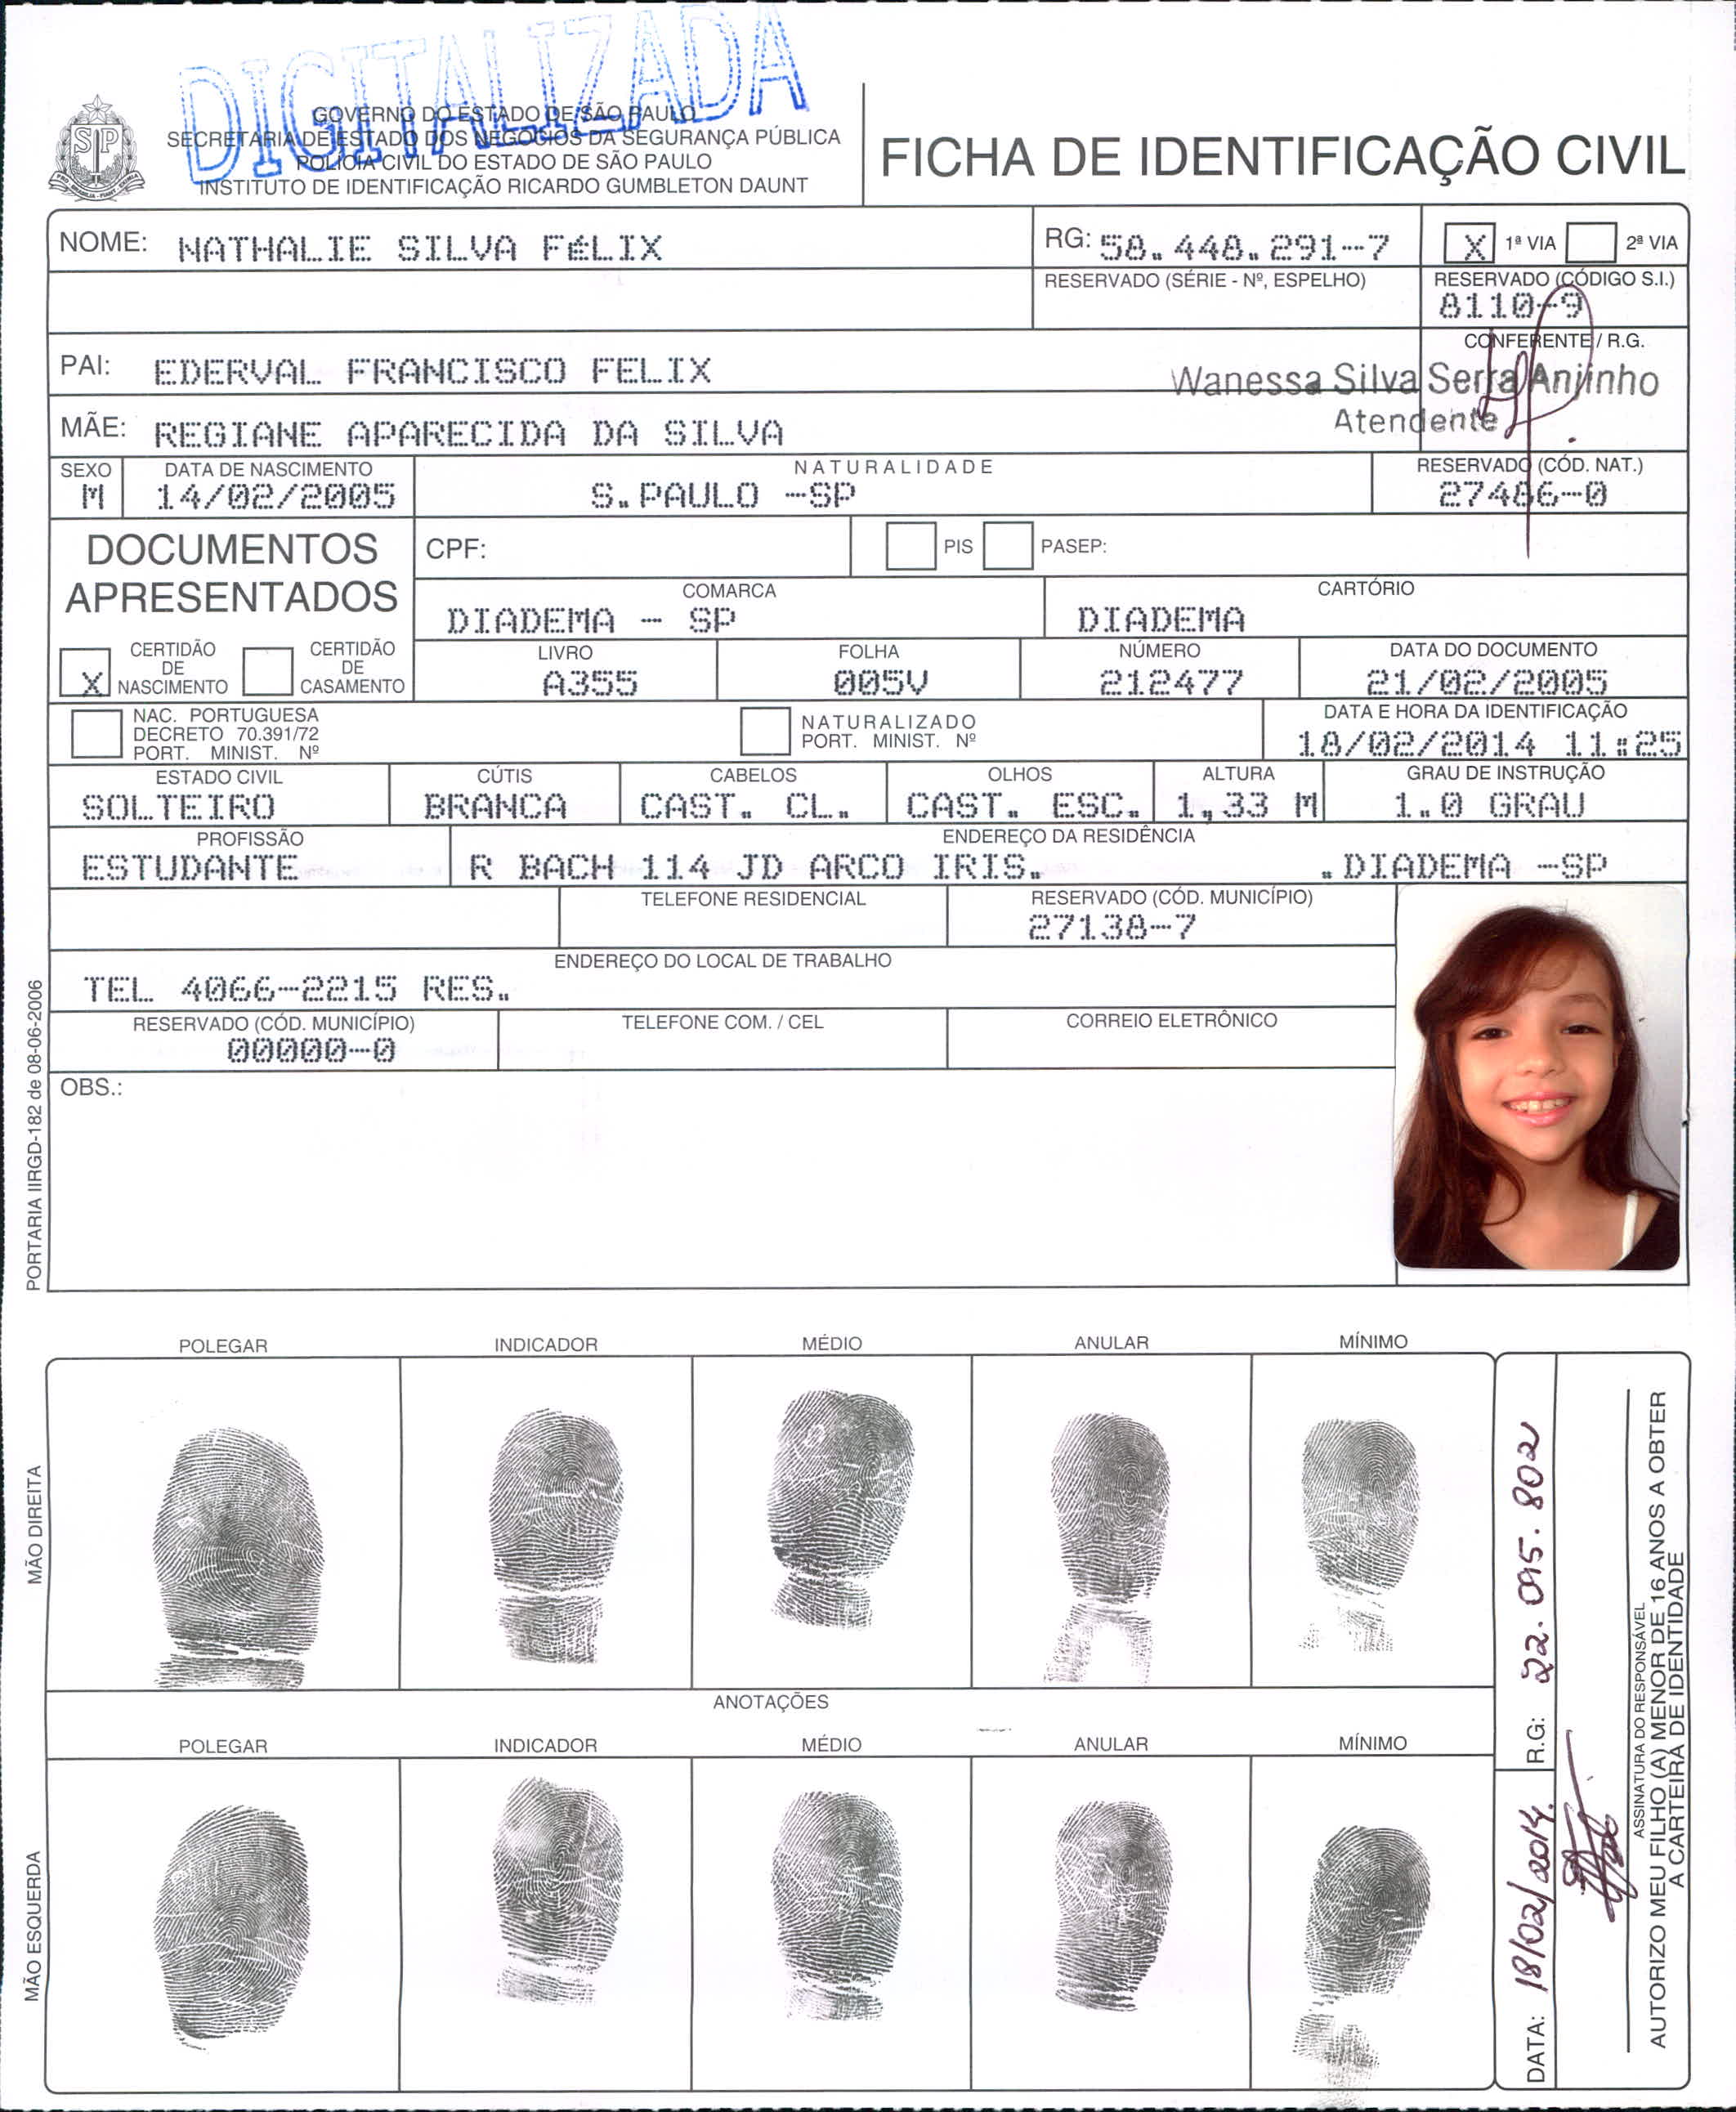 DIGITALIZADA
GOVERNO DO ESTADO DE SÃO PAULO
SECRETARIA DE ESTADO DOS NEGÓCIOS DA SEGURANÇA PÚBLICA
POLÍCIA CIVIL DO ESTADO DE SÃO PAULO
INSTITUTO DE IDENTIFICAÇÃO RICARDO GUMBLETON DAUNT
FICHA DE IDENTIFICAÇÃO CIVIL
NOME: NATHALIE SILVA FéLIX
RG: 58.448.291-7
X 1ª VIA 2ª VIA
RESERVADO (SÉRIE - Nº, ESPELHO)
RESERVADO (CÓDIGO S.I.)
8110-9
CONFERENTE / R.G.
PAI: EDERVAL FRANCISCO FELIX
Wanessa Silva Serra Anjinho
Atendente
MÃE: REGIANE APARECIDA DA SILVA
SEXO DATA DE NASCIMENTO NATURALIDADE RESERVADO (CÓD. NAT.)
M 14/02/2005 S.PAULO -SP 27486-0
DOCUMENTOS
APRESENTADOS
CPF: PIS PASEP:
COMARCA CARTÓRIO
DIADEMA - SP DIADEMA
X CERTIDÃO DE NASCIMENTO
CERTIDÃO DE CASAMENTO
LIVRO FOLHA NÚMERO DATA DO DOCUMENTO
A355 005V 212477 21/02/2005
NAC. PORTUGUESA
DECRETO 70.391/72
PORT. MINIST. Nº
NATURALIZADO
PORT. MINIST. Nº
DATA E HORA DA IDENTIFICAÇÃO
18/02/2014 11:25
ESTADO CIVIL CÚTIS CABELOS OLHOS ALTURA GRAU DE INSTRUÇÃO
SOLTEIRO BRANCA CAST. CL. CAST. ESC. 1,33 M 1.0 GRAU
PROFISSÃO ENDEREÇO DA RESIDÊNCIA
ESTUDANTE R BACH 114 JD ARCO IRIS. .DIADEMA -SP
TELEFONE RESIDENCIAL RESERVADO (CÓD. MUNICÍPIO)
27138-7
ENDEREÇO DO LOCAL DE TRABALHO
TEL 4066-2215 RES.
RESERVADO (CÓD. MUNICÍPIO) TELEFONE COM. / CEL CORREIO ELETRÔNICO
00000-0
OBS.:
PORTARIA IIRGD-182 de 08-06-2006
POLEGAR INDICADOR MÉDIO ANULAR MÍNIMO
MÃO DIREITA
ANOTAÇÕES
POLEGAR INDICADOR MÉDIO ANULAR MÍNIMO
MÃO ESQUERDA
DATA: 18/02/2014. R.G: 22.095.802
ASSINATURA DO RESPONSÁVEL
AUTORIZO MEU FILHO (A) MENOR DE 16 ANOS A OBTER
A CARTEIRA DE IDENTIDADE